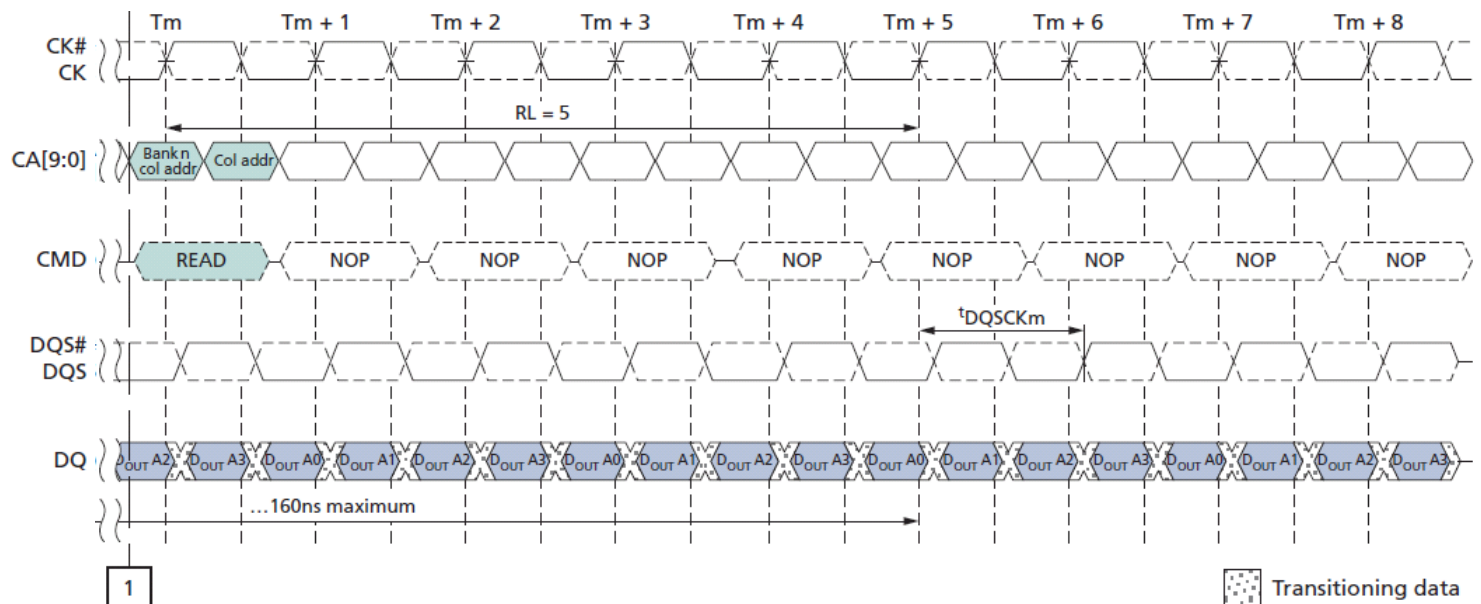 Tm Tm + 1 Tm + 2 Tm + 3 Tm + 4 Tm + 5 Tm + 6 Tm + 7 Tm + 8
CK#
CK
RL = 5
CA[9:0] Bank n col addr Col addr
CMD READ NOP NOP NOP NOP NOP NOP NOP NOP
tDQSCKm
DQS#
DQS
DQ DOUT A2 DOUT A3 DOUT A0 DOUT A1 DOUT A2 DOUT A3 DOUT A0 DOUT A1 DOUT A2 DOUT A3 DOUT A0 DOUT A1 DOUT A2 DOUT A3 DOUT A0 DOUT A1 DOUT A2 DOUT A3
...160ns maximum
1 Transitioning data